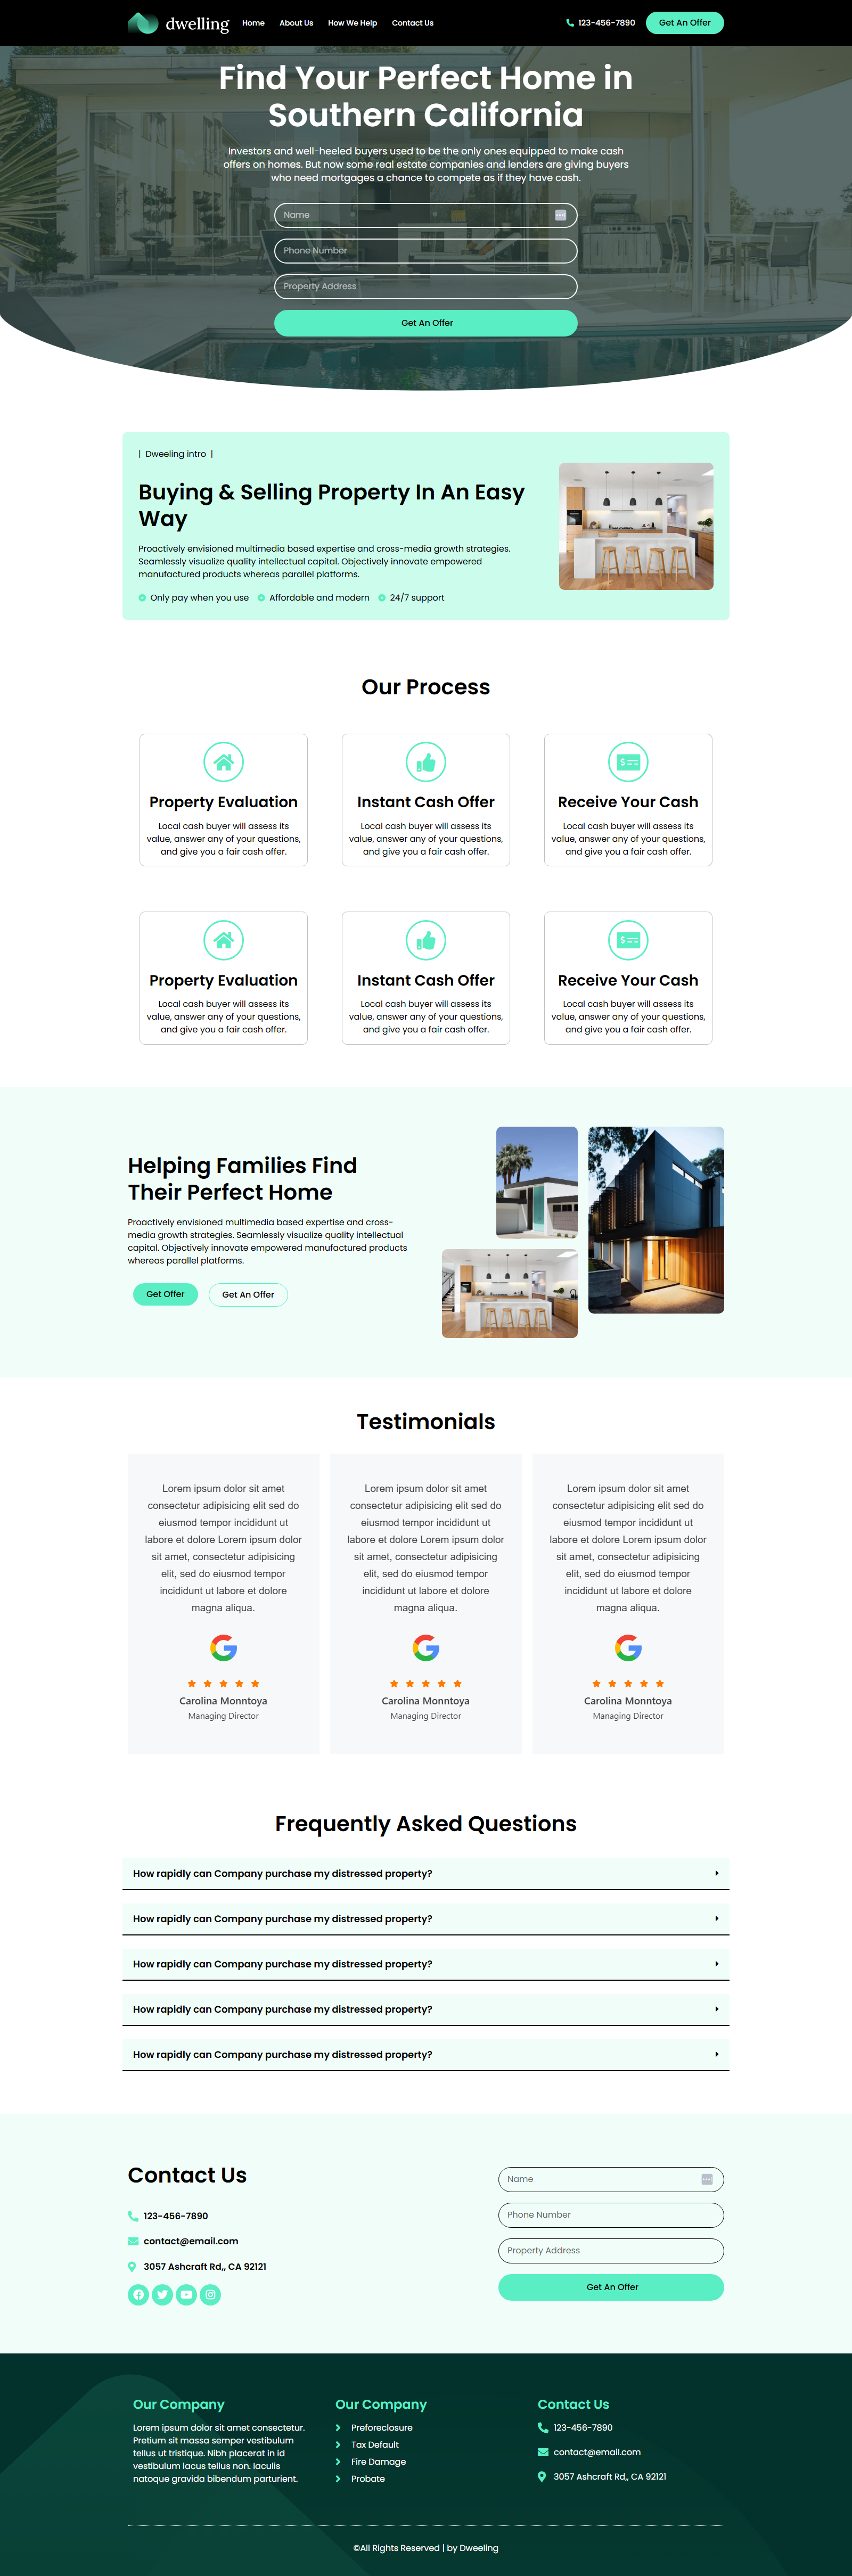 dwelling
Home
About Us
How We Help
Contact Us
123-456-7890
Get An Offer
Find Your Perfect Home in
Southern California
Investors and well-heeled buyers used to be the only ones equipped to make cash
offers on homes. But now some real estate companies and lenders are giving buyers
who need mortgages a chance to compete as if they have cash.
Name
Phone Number
Property Address
Get An Offer
| Dweeling intro |
Buying & Selling Property In An Easy
Way
Proactively envisioned multimedia based expertise and cross-media growth strategies.
Seamlessly visualize quality intellectual capital. Objectively innovate empowered
manufactured products whereas parallel platforms.
Only pay when you use
Affordable and modern
24/7 support
Our Process
Property Evaluation
Local cash buyer will assess its
value, answer any of your questions,
and give you a fair cash offer.
Instant Cash Offer
Local cash buyer will assess its
value, answer any of your questions,
and give you a fair cash offer.
Receive Your Cash
Local cash buyer will assess its
value, answer any of your questions,
and give you a fair cash offer.
Property Evaluation
Local cash buyer will assess its
value, answer any of your questions,
and give you a fair cash offer.
Instant Cash Offer
Local cash buyer will assess its
value, answer any of your questions,
and give you a fair cash offer.
Receive Your Cash
Local cash buyer will assess its
value, answer any of your questions,
and give you a fair cash offer.
Helping Families Find
Their Perfect Home
Proactively envisioned multimedia based expertise and cross-
media growth strategies. Seamlessly visualize quality intellectual
capital. Objectively innovate empowered manufactured products
whereas parallel platforms.
Get Offer
Get An Offer
Testimonials
Lorem ipsum dolor sit amet
consectetur adipisicing elit sed do
eiusmod tempor incididunt ut
labore et dolore Lorem ipsum dolor
sit amet, consectetur adipisicing
elit, sed do eiusmod tempor
incididunt ut labore et dolore
magna aliqua.
Carolina Monntoya
Managing Director
Lorem ipsum dolor sit amet
consectetur adipisicing elit sed do
eiusmod tempor incididunt ut
labore et dolore Lorem ipsum dolor
sit amet, consectetur adipisicing
elit, sed do eiusmod tempor
incididunt ut labore et dolore
magna aliqua.
Carolina Monntoya
Managing Director
Lorem ipsum dolor sit amet
consectetur adipisicing elit sed do
eiusmod tempor incididunt ut
labore et dolore Lorem ipsum dolor
sit amet, consectetur adipisicing
elit, sed do eiusmod tempor
incididunt ut labore et dolore
magna aliqua.
Carolina Monntoya
Managing Director
Frequently Asked Questions
How rapidly can Company purchase my distressed property?
How rapidly can Company purchase my distressed property?
How rapidly can Company purchase my distressed property?
How rapidly can Company purchase my distressed property?
How rapidly can Company purchase my distressed property?
Contact Us
123-456-7890
contact@email.com
3057 Ashcraft Rd,, CA 92121
Name
Phone Number
Property Address
Get An Offer
Our Company
Lorem ipsum dolor sit amet consectetur.
Pretium sit massa semper vestibulum
tellus ut tristique. Nibh placerat in id
vestibulum lacus tellus non. Iaculis
natoque gravida bibendum parturient.
Our Company
Preforeclosure
Tax Default
Fire Damage
Probate
Contact Us
123-456-7890
contact@email.com
3057 Ashcraft Rd,, CA 92121
©All Rights Reserved | by Dweeling